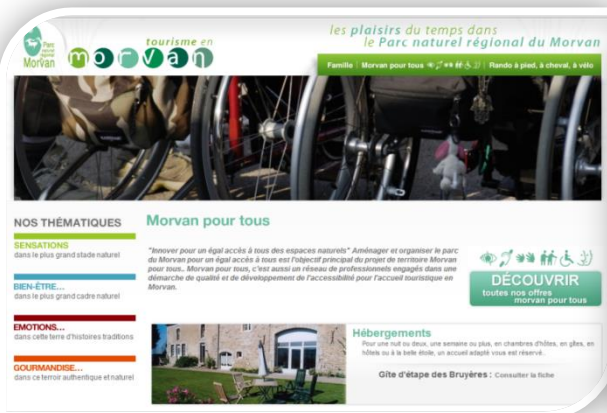 Parc
naturel
régional
Morvan
tourisme en
morvan
les plaisirs du temps dans
le Parc naturel régional du Morvan
Famille | Morvan pour tous | Rando à pied, à cheval, à vélo
NOS THÉMATIQUES
SENSATIONS
dans le plus grand stade naturel
BIEN-ÊTRE...
dans le plus grand cadre naturel
EMOTIONS...
dans cette terre d'histoires traditions
GOURMANDISE...
dans ce terroir authentique et naturel
Morvan pour tous
"Innover pour un égal accès à tous des espaces naturels" Aménager et organiser le parc
du Morvan pour un égal accès à tous est l'objectif principal du projet de territoire Morvan
pour tous.. Morvan pour tous, c'est aussi un réseau de professionnels engagés dans une
démarche de qualité et de développement de l'accessibilité pour l'accueil touristique en
Morvan.
DÉCOUVRIR
toutes nos offres
morvan pour tous
Hébergements
Pour une nuit ou deux, une semaine ou plus, en chambres d'hôtes, en gîtes, en
hôtels ou à la belle étoile, un accueil adapté vous est réservé.
Gîte d'étape des Bruyères : Consulter la fiche